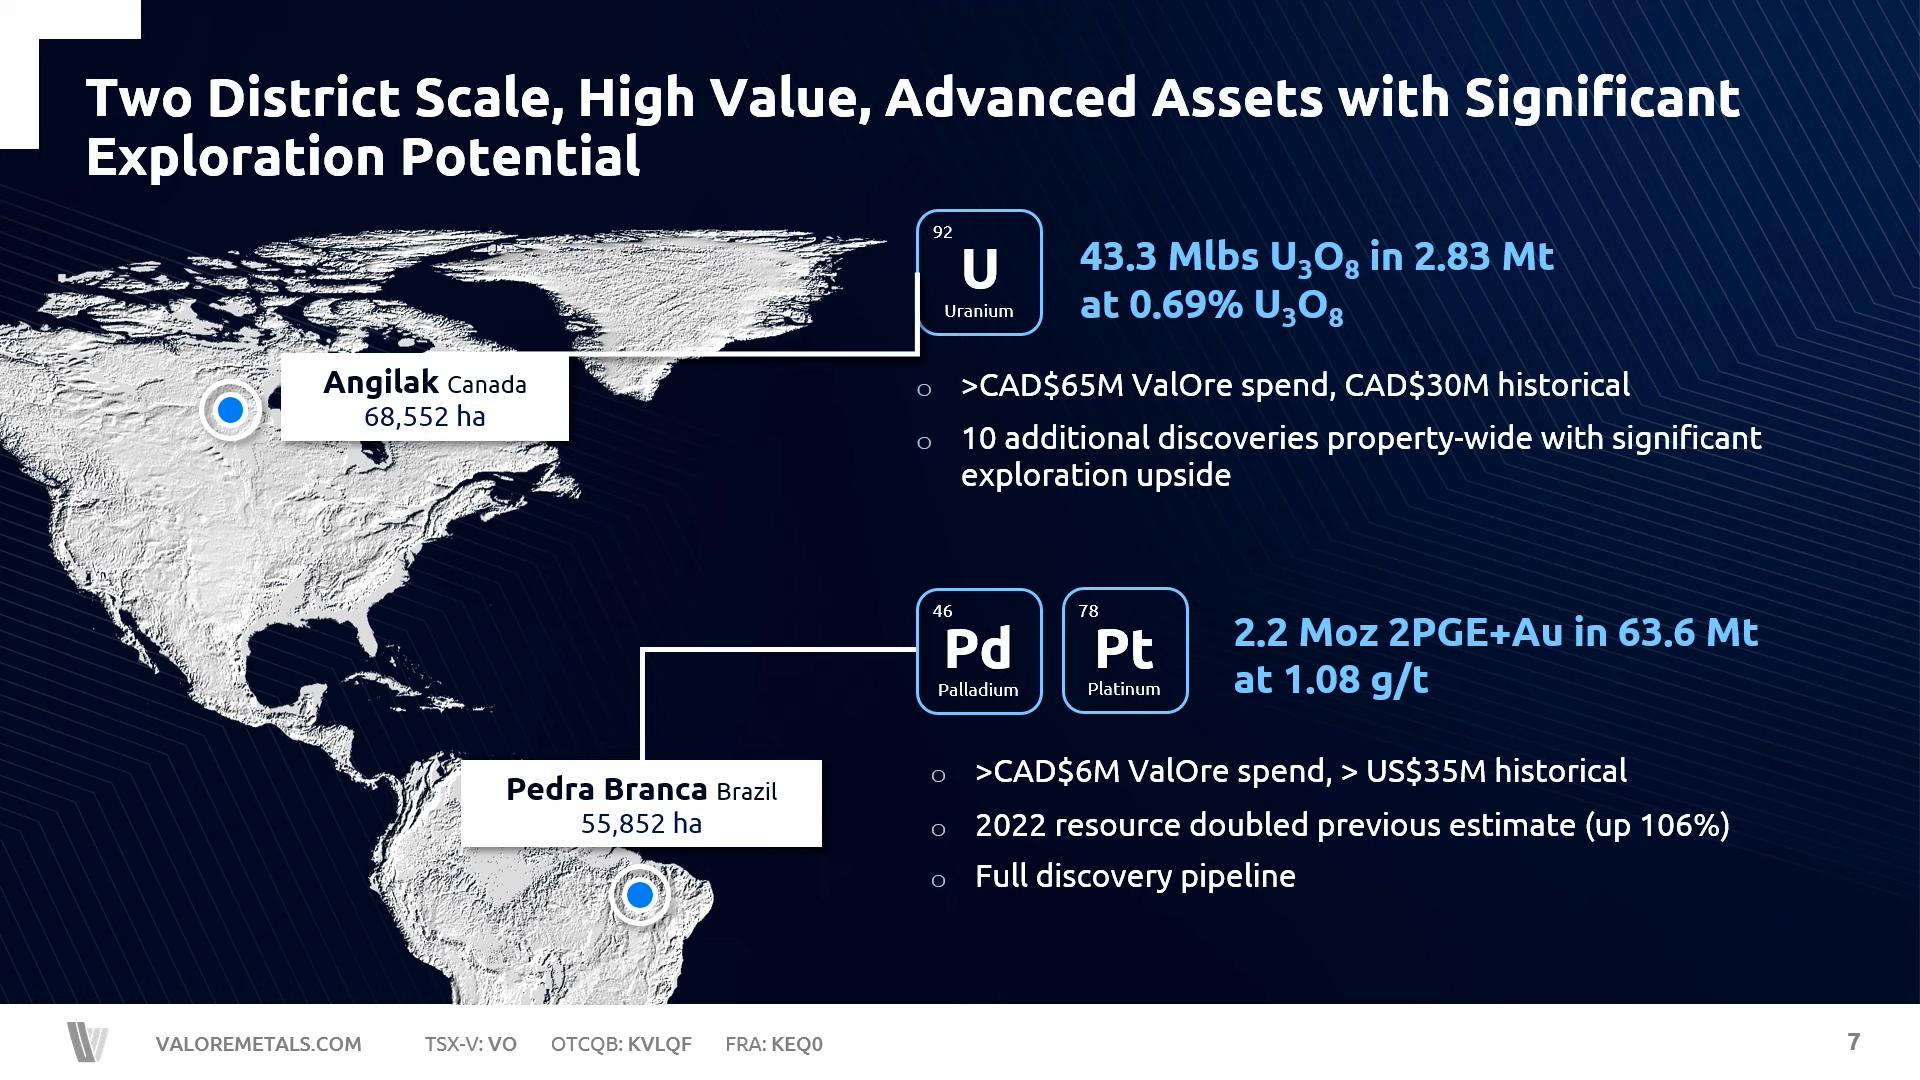 Two District Scale, High Value, Advanced Assets with Significant
Exploration Potential
92
U
Uranium
43.3 Mlbs U₃O₈ in 2.83 Mt
at 0.69% U₃O₈
Angilak Canada
68,552 ha
o >CAD$65M ValOre spend, CAD$30M historical
o 10 additional discoveries property-wide with significant
exploration upside
46
Pd
Palladium
78
Pt
Platinum
2.2 Moz 2PGE+Au in 63.6 Mt
at 1.08 g/t
Pedra Branca Brazil
55,852 ha
o >CAD$6M ValOre spend, > US$35M historical
o 2022 resource doubled previous estimate (up 106%)
o Full discovery pipeline
VALOREMETALS.COM TSX-V: VO OTCQB: KVLQF FRA: KEQ0
7